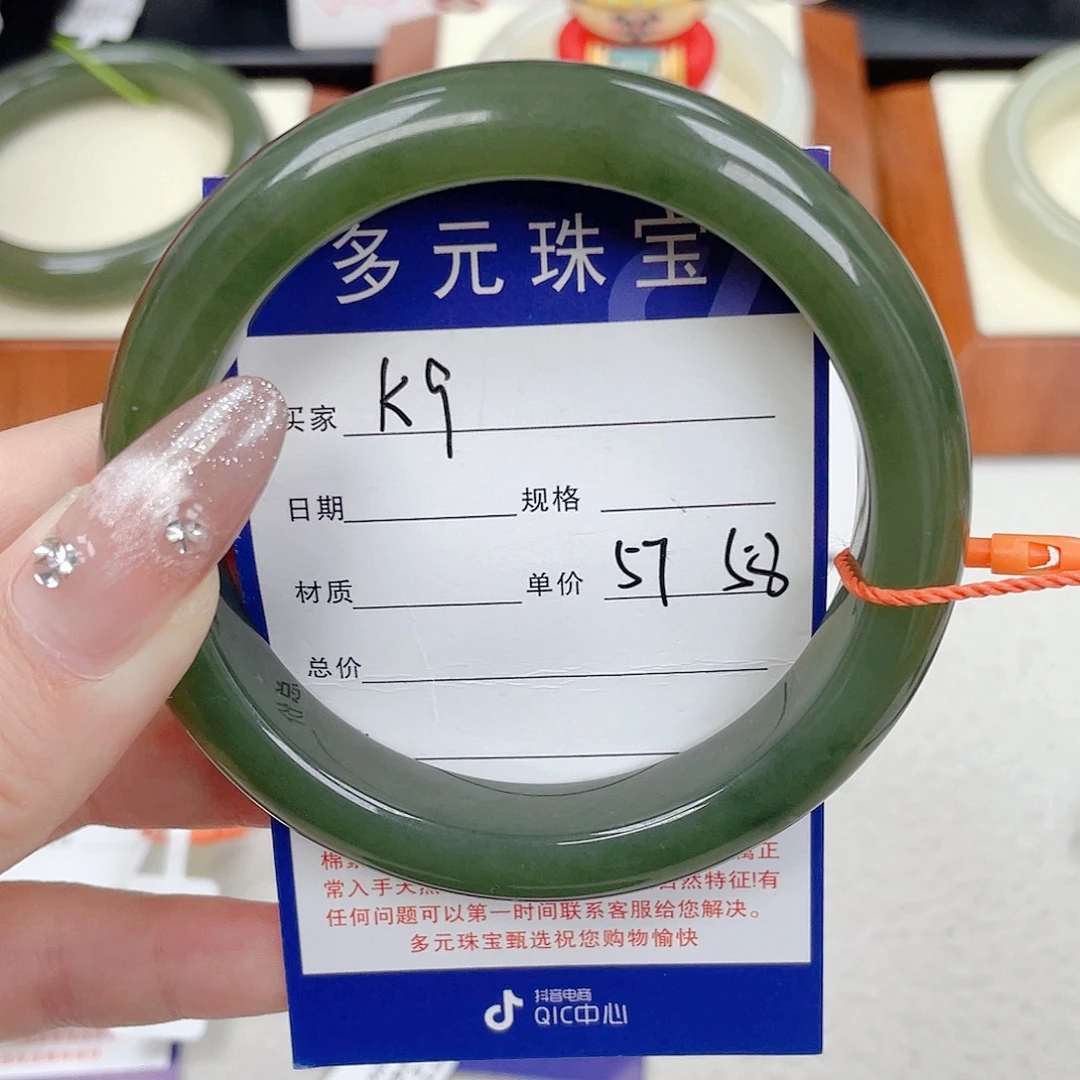 多元珠宝
买家 K9
日期 规格
材质 单价 57 58
总价
常入手天然 自然特征!有
任何问题可以第一时间联系客服给您解决。
多元珠宝甄选祝您购物愉快
抖音电商
QIC中心